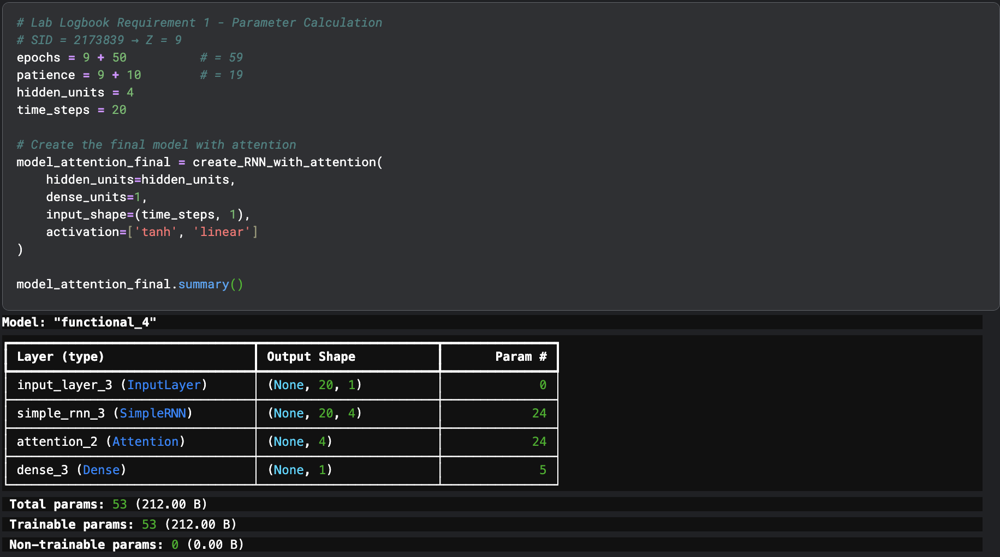 # Lab Logbook Requirement 1 - Parameter Calculation
# SID = 2173839 → Z = 9
epochs = 9 + 50          # = 59
patience = 9 + 10        # = 19
hidden_units = 4
time_steps = 20
# Create the final model with attention
model_attention_final = create_RNN_with_attention(
    hidden_units=hidden_units,
    dense_units=1,
    input_shape=(time_steps, 1),
    activation=['tanh', 'linear']
)
model_attention_final.summary()
Model: "functional_4"
Layer (type) Output Shape Param #
input_layer_3 (InputLayer) (None, 20, 1) 0
simple_rnn_3 (SimpleRNN) (None, 20, 4) 24
attention_2 (Attention) (None, 4) 24
dense_3 (Dense) (None, 1) 5
Total params: 53 (212.00 B)
Trainable params: 53 (212.00 B)
Non-trainable params: 0 (0.00 B)